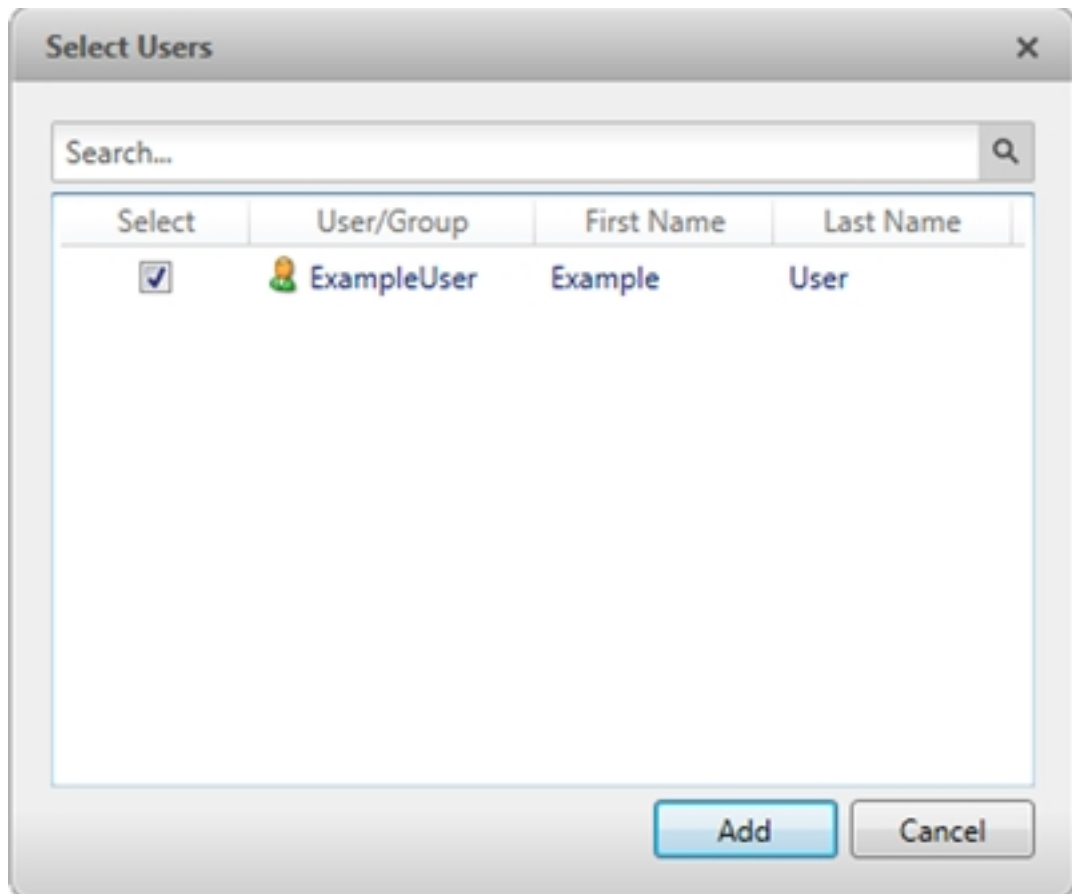 Select Users
Search...
Select User/Group First Name Last Name
ExampleUser Example User
Add Cancel